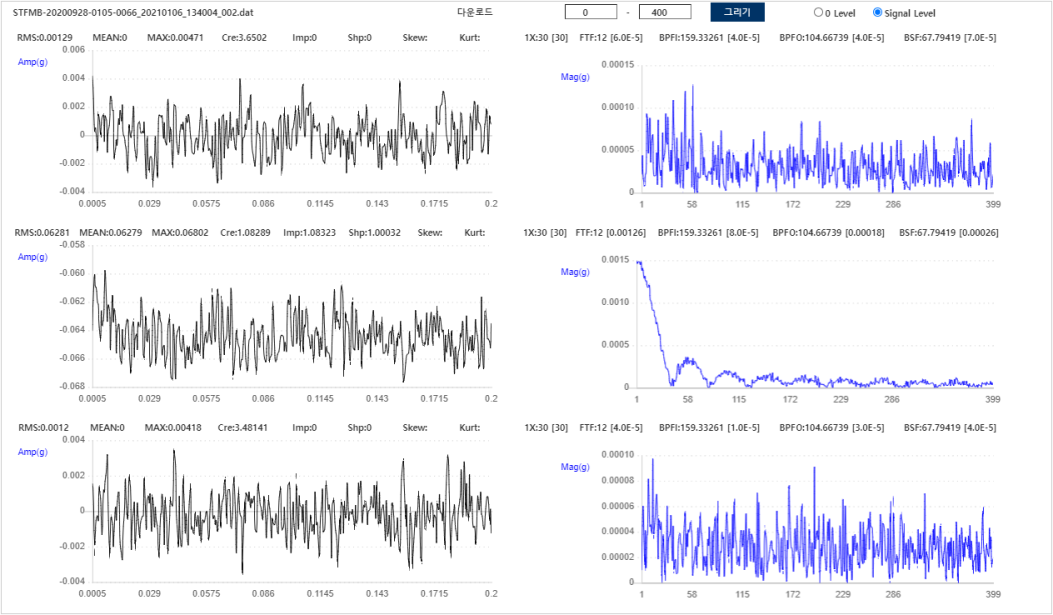 STFMB-20200928-0105-0066_20210106_134004_002.dat 다운로드 0 - 400 그리기 0 Level Signal Level
RMS:0.00129 MEAN:0 MAX:0.00471 Cre:3.6502 Imp:0 Shp:0 Skew: Kurt: 1X:30 [30] FTF:12 [6.0E-5] BPFI:159.33261 [4.0E-5] BPFO:104.66739 [4.0E-5] BSF:67.79419 [7.0E-5]
Amp(g)
0.006
0.004
0.002
0
-0.002
-0.004
0.0005 0.029 0.0575 0.086 0.1145 0.143 0.1715 0.2
Mag(g)
0.00015
0.00010
0.00005
0
1 58 115 172 229 286 399
RMS:0.06281 MEAN:0.06279 MAX:0.06802 Cre:1.08289 Imp:1.08323 Shp:1.00032 Skew: Kurt: 1X:30 [30] FTF:12 [0.00126] BPFI:159.33261 [8.0E-5] BPFO:104.66739 [0.00018] BSF:67.79419 [0.00026]
Amp(g)
-0.058
-0.060
-0.062
-0.064
-0.066
-0.068
0.0005 0.029 0.0575 0.086 0.1145 0.143 0.1715 0.2
Mag(g)
0.0015
0.0010
0.0005
0
1 58 115 172 229 286 399
RMS:0.0012 MEAN:0 MAX:0.00418 Cre:3.48141 Imp:0 Shp:0 Skew: Kurt: 1X:30 [30] FTF:12 [4.0E-5] BPFI:159.33261 [1.0E-5] BPFO:104.66739 [3.0E-5] BSF:67.79419 [4.0E-5]
Amp(g)
0.004
0.002
0
-0.002
-0.004
0.0005 0.029 0.0575 0.086 0.1145 0.143 0.1715 0.2
Mag(g)
0.00010
0.00008
0.00006
0.00004
0.00002
0
1 58 115 172 229 286 399